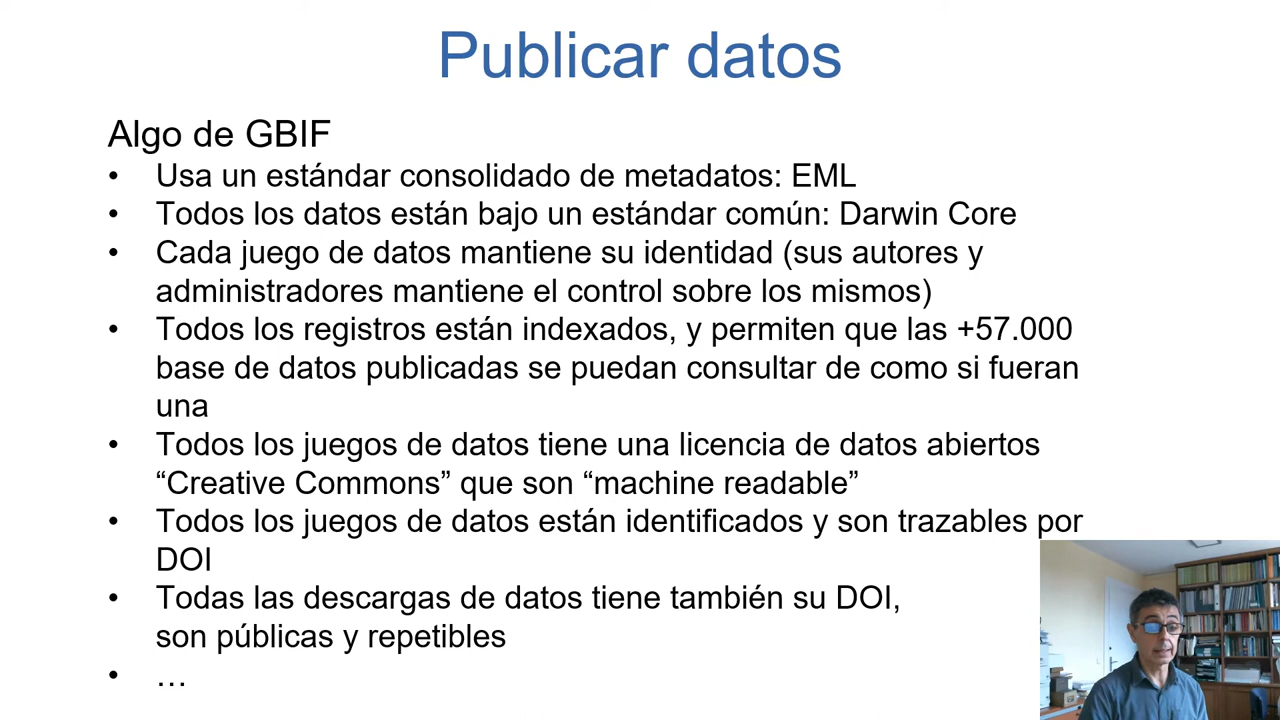 Publicar datos
Algo de GBIF
• Usa un estándar consolidado de metadatos: EML
• Todos los datos están bajo un estándar común: Darwin Core
• Cada juego de datos mantiene su identidad (sus autores y
administradores mantiene el control sobre los mismos)
• Todos los registros están indexados, y permiten que las +57.000
base de datos publicadas se puedan consultar de como si fueran
una
• Todos los juegos de datos tiene una licencia de datos abiertos
“Creative Commons” que son “machine readable”
• Todos los juegos de datos están identificados y son trazables por
DOI
• Todas las descargas de datos tiene también su DOI,
son públicas y repetibles
• …